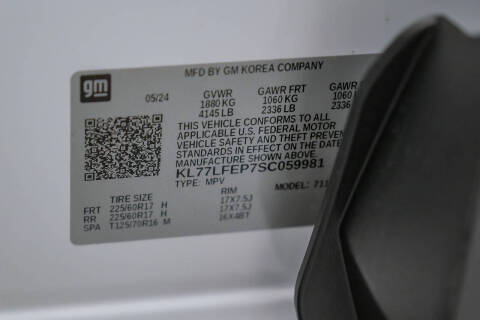 gm
MFD BY GM KOREA COMPANY
05/24 GVWR GAWR FRT GAWR
1880 KG 1060 KG 1060
4145 LB 2336 LB 2336
THIS VEHICLE CONFORMS TO ALL
APPLICABLE U.S. FEDERAL MOTOR
VEHICLE SAFETY AND THEFT PREVEN
STANDARDS IN EFFECT ON THE DATE
MANUFACTURE SHOWN ABOVE.
KL77LFEP7SC059981
TYPE: MPV MODEL: 711
TIRE SIZE RIM
FRT 225/60R17 H 17X7.5J
RR 225/60R17 H 17X7.5J
SPA T125/70R16 M 16X4BT